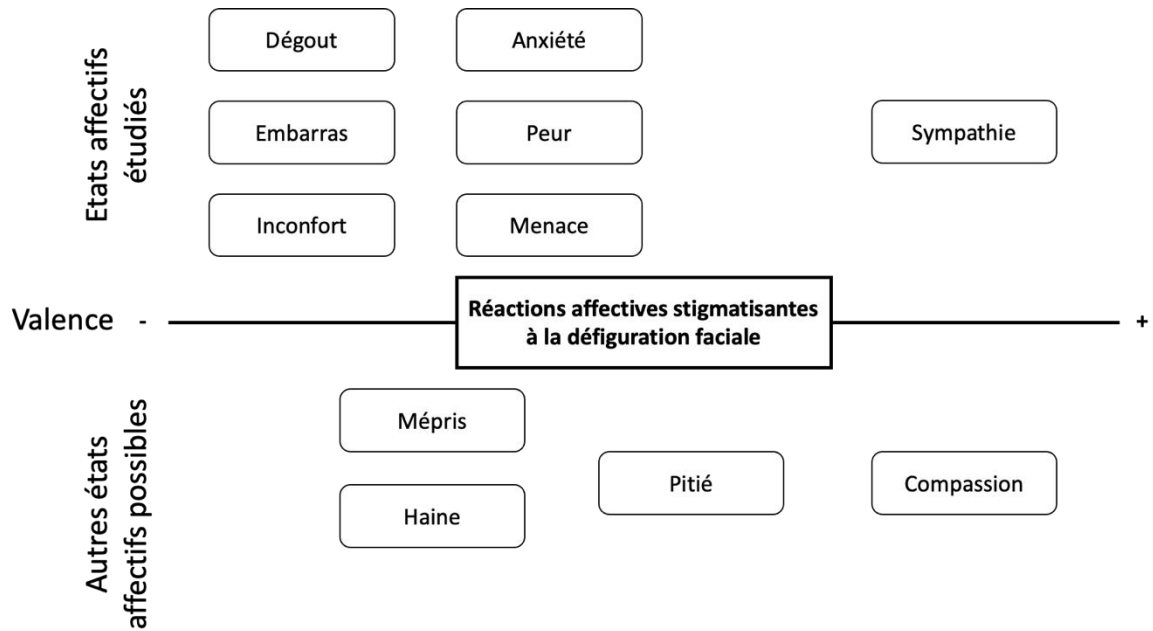 Dégout
Anxiété
Etats affectifs
étudiés
Embarras
Peur
Sympathie
Inconfort
Menace
Valence - +
Réactions affectives stigmatisantes
à la défiguration faciale
Autres états
affectifs possibles
Mépris
Pitié
Compassion
Haine